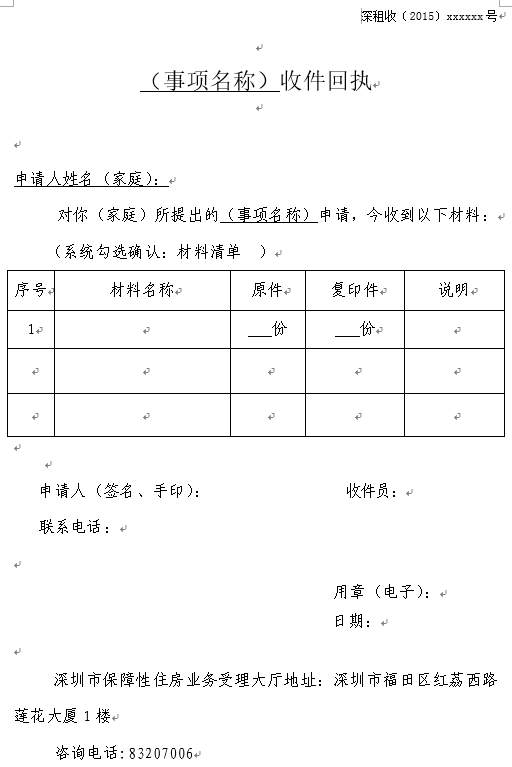 深租收（2015）xxxxxx 号
（事项名称）收件回执
申请人姓名（家庭）：
对你（家庭）所提出的（事项名称）申请，今收到以下材料：
（系统勾选确认：材料清单 ）
序号 材料名称 原件 复印件 说明
1 ___份 ___份
申请人（签名、手印）： 收件员：
联系电话：
用章（电子）：
日期：
深圳市保障性住房业务受理大厅地址：深圳市福田区红荔西路
莲花大厦 1 楼
咨询电话: 83207006